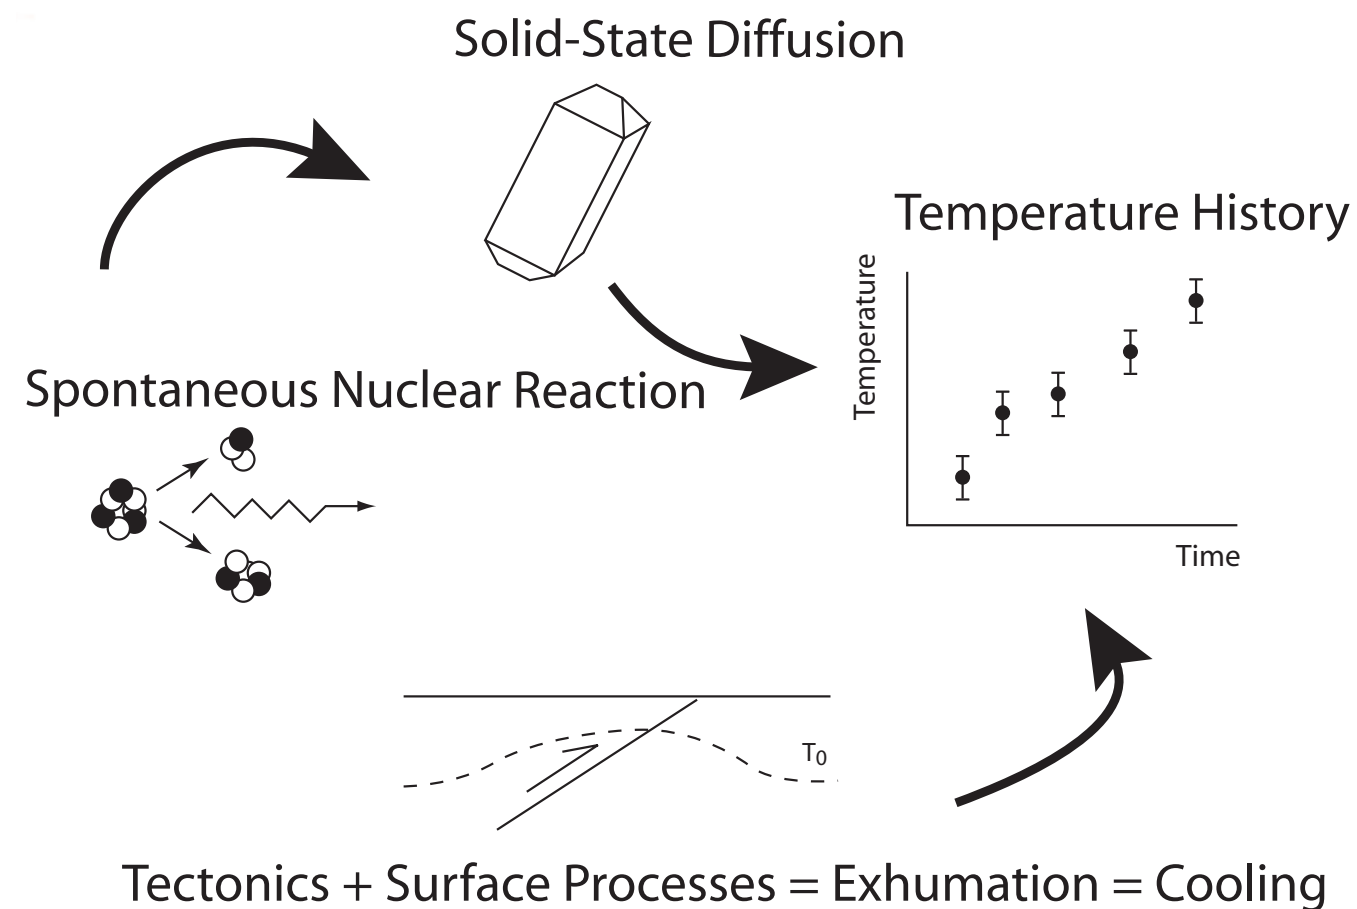 Solid-State Diffusion
Temperature History
Temperature
Spontaneous Nuclear Reaction
Time
T0
Tectonics + Surface Processes = Exhumation = Cooling